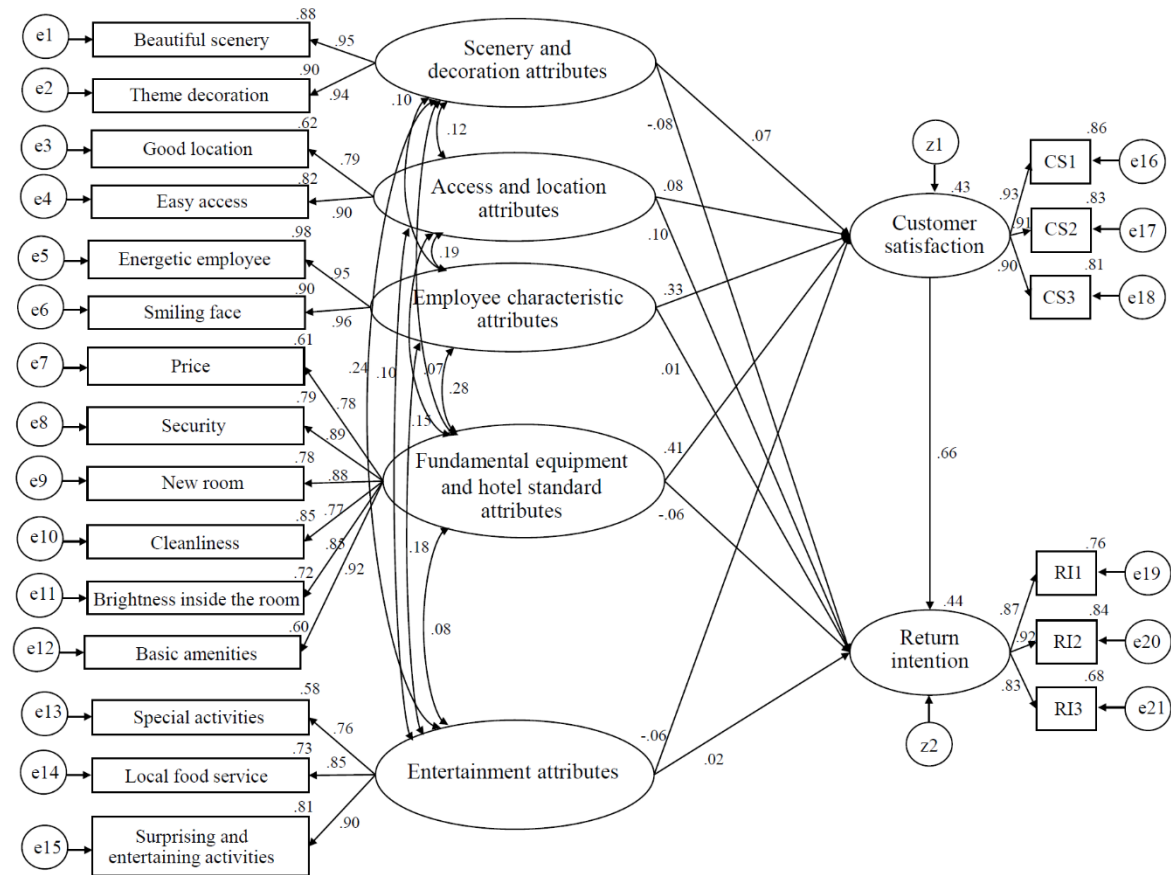 e1
.88
Beautiful scenery
.95
e2
.90
Theme decoration
.94
e3
.62
Good location
.79
e4
.82
Easy access
.90
e5
.98
Energetic employee
.95
e6
.90
Smiling face
.96
e7
.61
Price
.78
e8
.79
Security
.89
e9
.78
New room
.88
e10
.85
Cleanliness
.77
e11
.72
Brightness inside the room
.85
e12
.60
Basic amenities
.92
e13
.58
Special activities
.76
e14
.73
Local food service
.85
e15
.81
Surprising and
entertaining activities
.90
Scenery and
decoration attributes
.10
.12
Access and location
attributes
.19
Employee characteristic
attributes
.24
.10
.07
.28
.15
Fundamental equipment
and hotel standard
attributes
.18
.08
Entertainment attributes
-.08
.07
.08
.10
.33
.01
.41
-.06
-.06
.02
z1
.43
Customer
satisfaction
.93
.91
.90
.86
CS1
e16
.83
CS2
e17
.81
CS3
e18
.66
.44
Return
intention
z2
.87
.92
.83
.76
RI1
e19
.84
RI2
e20
.68
RI3
e21